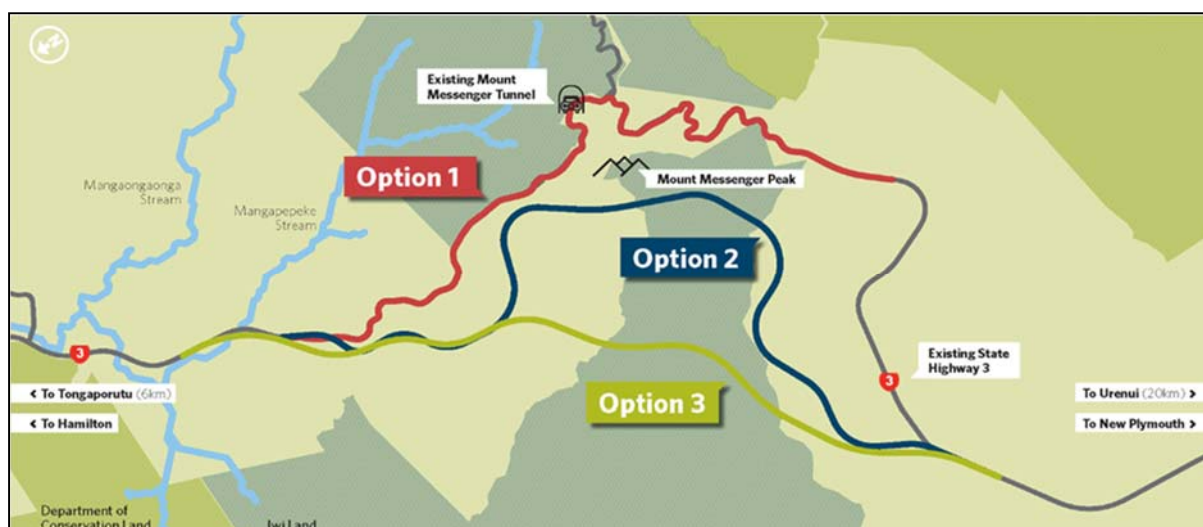 Existing Mount
Messenger Tunnel
Option 1
Mount Messenger Peak
Mangaongaonga
Stream
Mangapepeke
Stream
Option 2
3
Existing State
Highway 3
3
< To Tongaporutu (6km)
< To Hamilton
Option 3
To Urenui (20km) >
To New Plymouth >
Department of
Conservation Land
Iwi Land
N